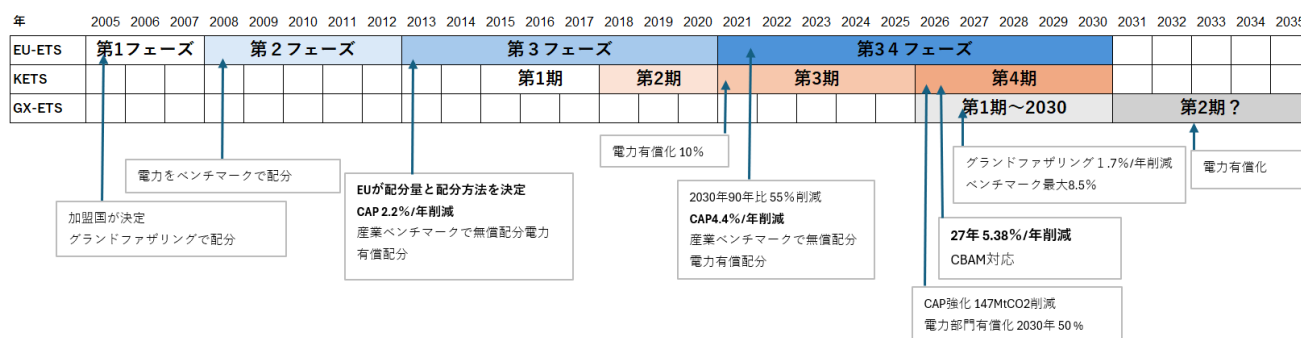 年 2005 2006 2007 2008 2009 2010 2011 2012 2013 2014 2015 2016 2017 2018 2019 2020 2021 2022 2023 2024 2025 2026 2027 2028 2029 2030 2031 2032 2033 2034 2035
EU-ETS 第1フェーズ 第２フェーズ 第３フェーズ 第3４フェーズ
KETS 第1期 第2期 第3期 第4期
GX-ETS 第1期～2030 第2期？
電力有償化 10%
グランドファザリング１.7%/年削減
ベンチマーク最大8.5%
電力有償化
電力をベンチマークで配分
EUが配分量と配分方法を決定
CAP 2.2%/年削減
産業ベンチマークで無償配分電力
有償配分
2030年90年比 55%削減
CAP4.4%/年削減
産業ベンチマークで無償配分
電力有償配分
加盟国が決定
グランドファザリングで配分
27年 5.38%/年削減
CBAM対応
CAP強化 147MtCO2削減
電力部門有償化 2030年 50％